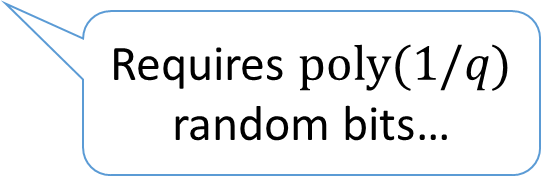 Requires poly(1/q)
random bits…